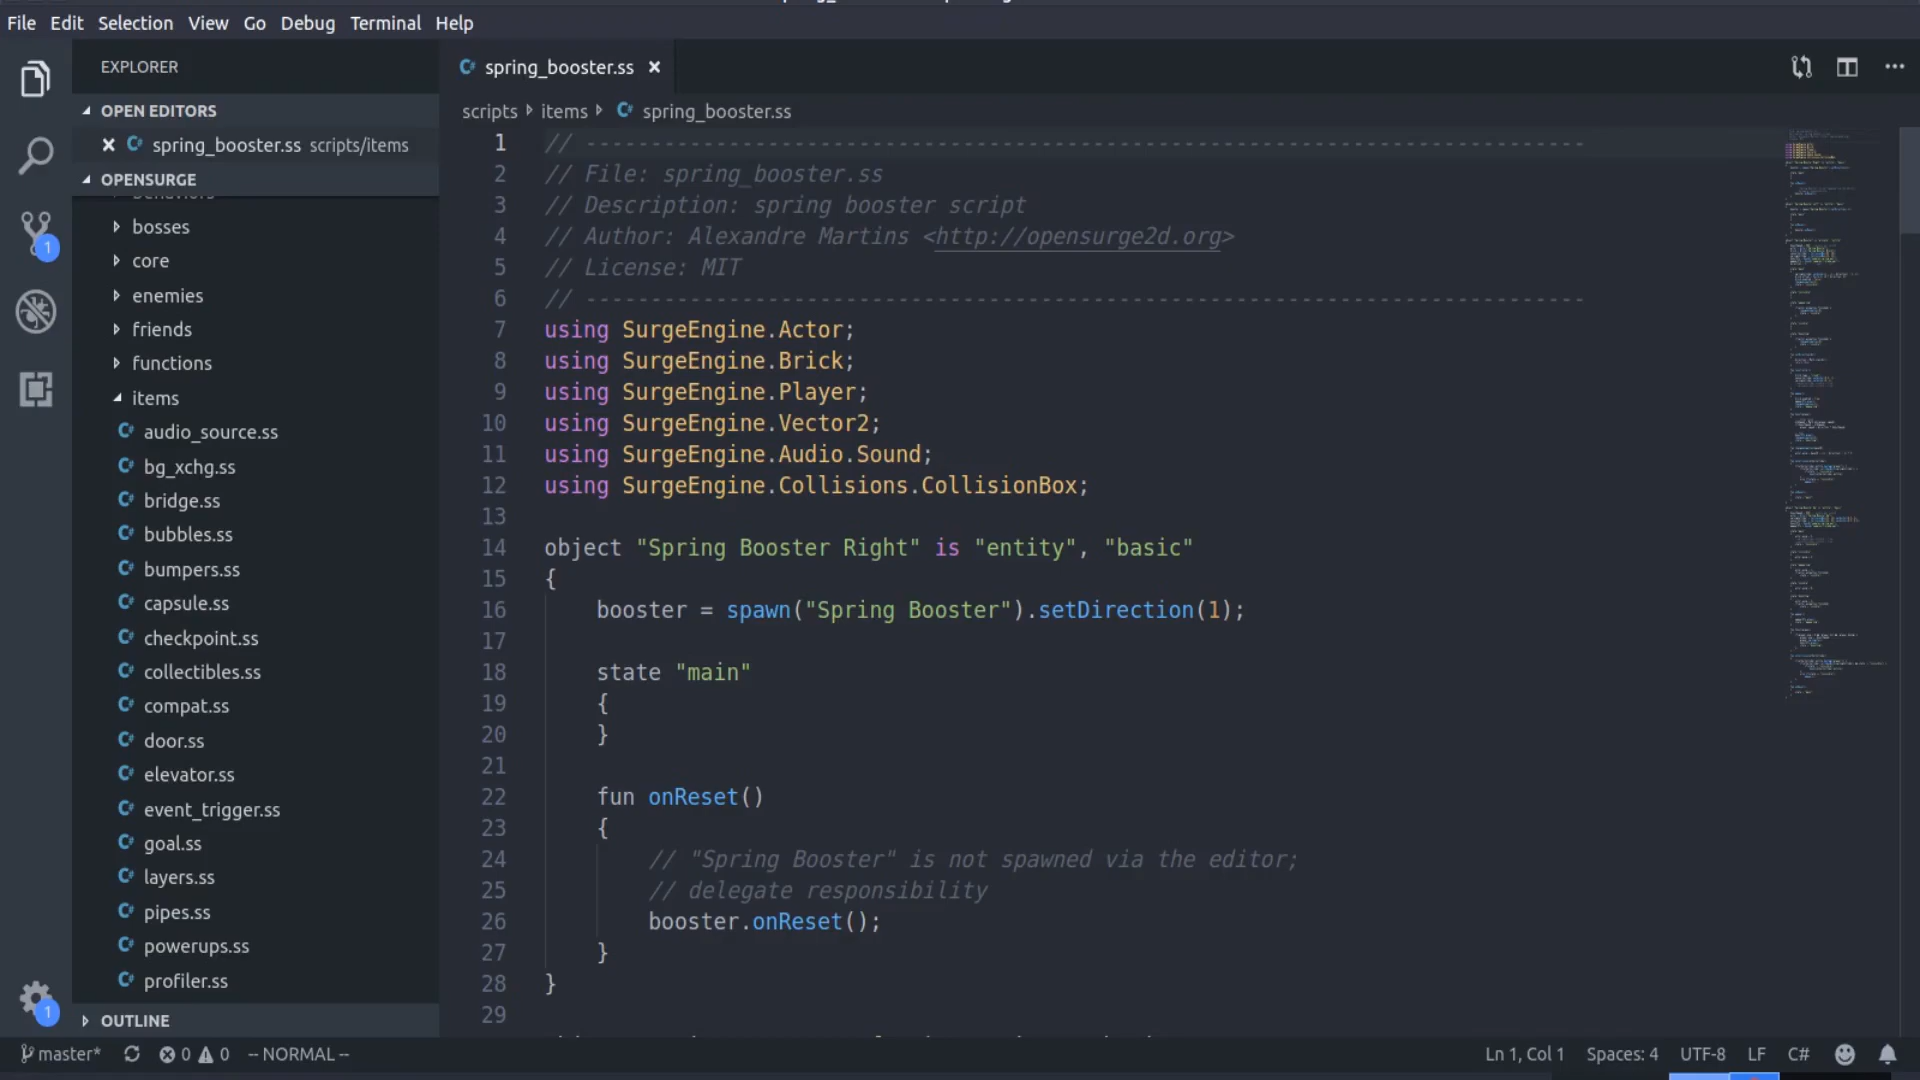 File Edit Selection View Go Debug Terminal Help
EXPLORER
OPEN EDITORS
spring_booster.ss scripts/items
OPENSURGE
behaviors
bosses
core
enemies
friends
functions
items
audio_source.ss
bg_xchg.ss
bridge.ss
bubbles.ss
bumpers.ss
capsule.ss
checkpoint.ss
collectibles.ss
compat.ss
door.ss
elevator.ss
event_trigger.ss
goal.ss
layers.ss
pipes.ss
powerups.ss
profiler.ss
OUTLINE
1
1
spring_booster.ss
scripts items spring_booster.ss
1 // -----------------------------------------------------------------------------
2 // File: spring_booster.ss
3 // Description: spring booster script
4 // Author: Alexandre Martins <http://opensurge2d.org>
5 // License: MIT
6 // -----------------------------------------------------------------------------
7 using SurgeEngine.Actor;
8 using SurgeEngine.Brick;
9 using SurgeEngine.Player;
10 using SurgeEngine.Vector2;
11 using SurgeEngine.Audio.Sound;
12 using SurgeEngine.Collisions.CollisionBox;
13
14 object "Spring Booster Right" is "entity", "basic"
15 {
16 booster = spawn("Spring Booster").setDirection(1);
17
18 state "main"
19 {
20 }
21
22 fun onReset()
23 {
24 // "Spring Booster" is not spawned via the editor;
25 // delegate responsibility
26 booster.onReset();
27 }
28 }
29
master* 0 0 -- NORMAL -- Ln 1, Col 1 Spaces: 4 UTF-8 LF C#